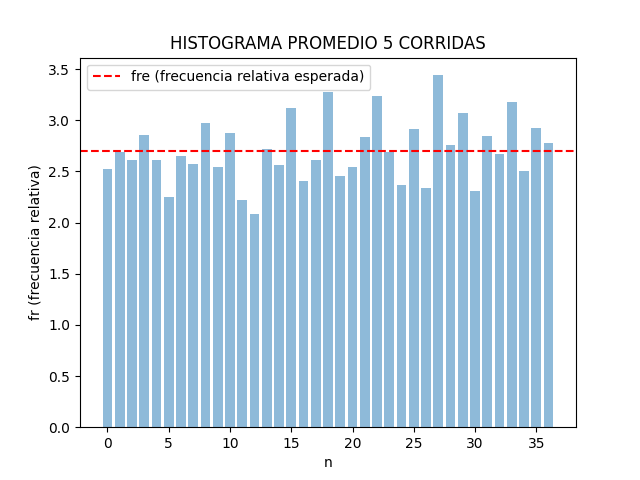 HISTOGRAMA PROMEDIO 5 CORRIDAS
fre (frecuencia relativa esperada)
fr (frecuencia relativa)
3.5
3.0
2.5
2.0
1.5
1.0
0.5
0.0
0 5 10 15 20 25 30 35
n